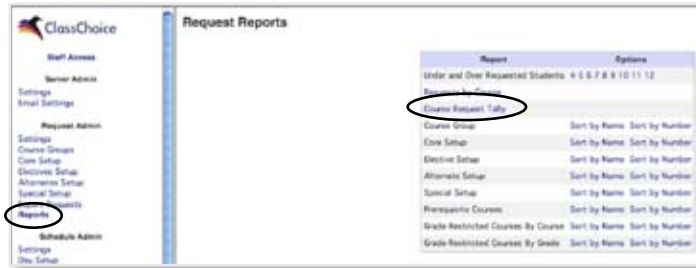 ClassChoice
Staff Access
Server Admin
Settings
Email Settings
Request Admin
Settings
Course Groups
Core Setup
Electives Setup
Alternates Setup
Special Setup
Requests
Reports
Schedule Admin
Settings
Day Setup
Request Reports
Report Options
Under and Over Requested Students 4 5 6 7 8 9 10 11 12
Requests by Course
Course Request Tally
Course Group Sort by Name Sort by Number
Core Setup Sort by Name Sort by Number
Elective Setup Sort by Name Sort by Number
Alternate Setup Sort by Name Sort by Number
Special Setup Sort by Name Sort by Number
Prerequisite Courses Sort by Name Sort by Number
Grade Restricted Courses By Course Sort by Name Sort by Number
Grade Restricted Courses By Grade Sort by Name Sort by Number